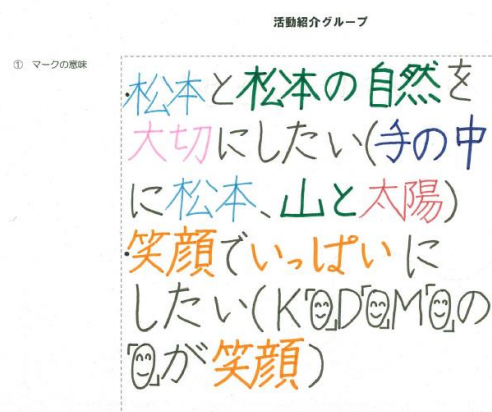 活動紹介グループ
① マークの意味
・松本と松本の自然を
大切にしたい(手の中
に松本、山と太陽)
・笑顔でいっぱいに
したい(KODOMOの
Oが笑顔)